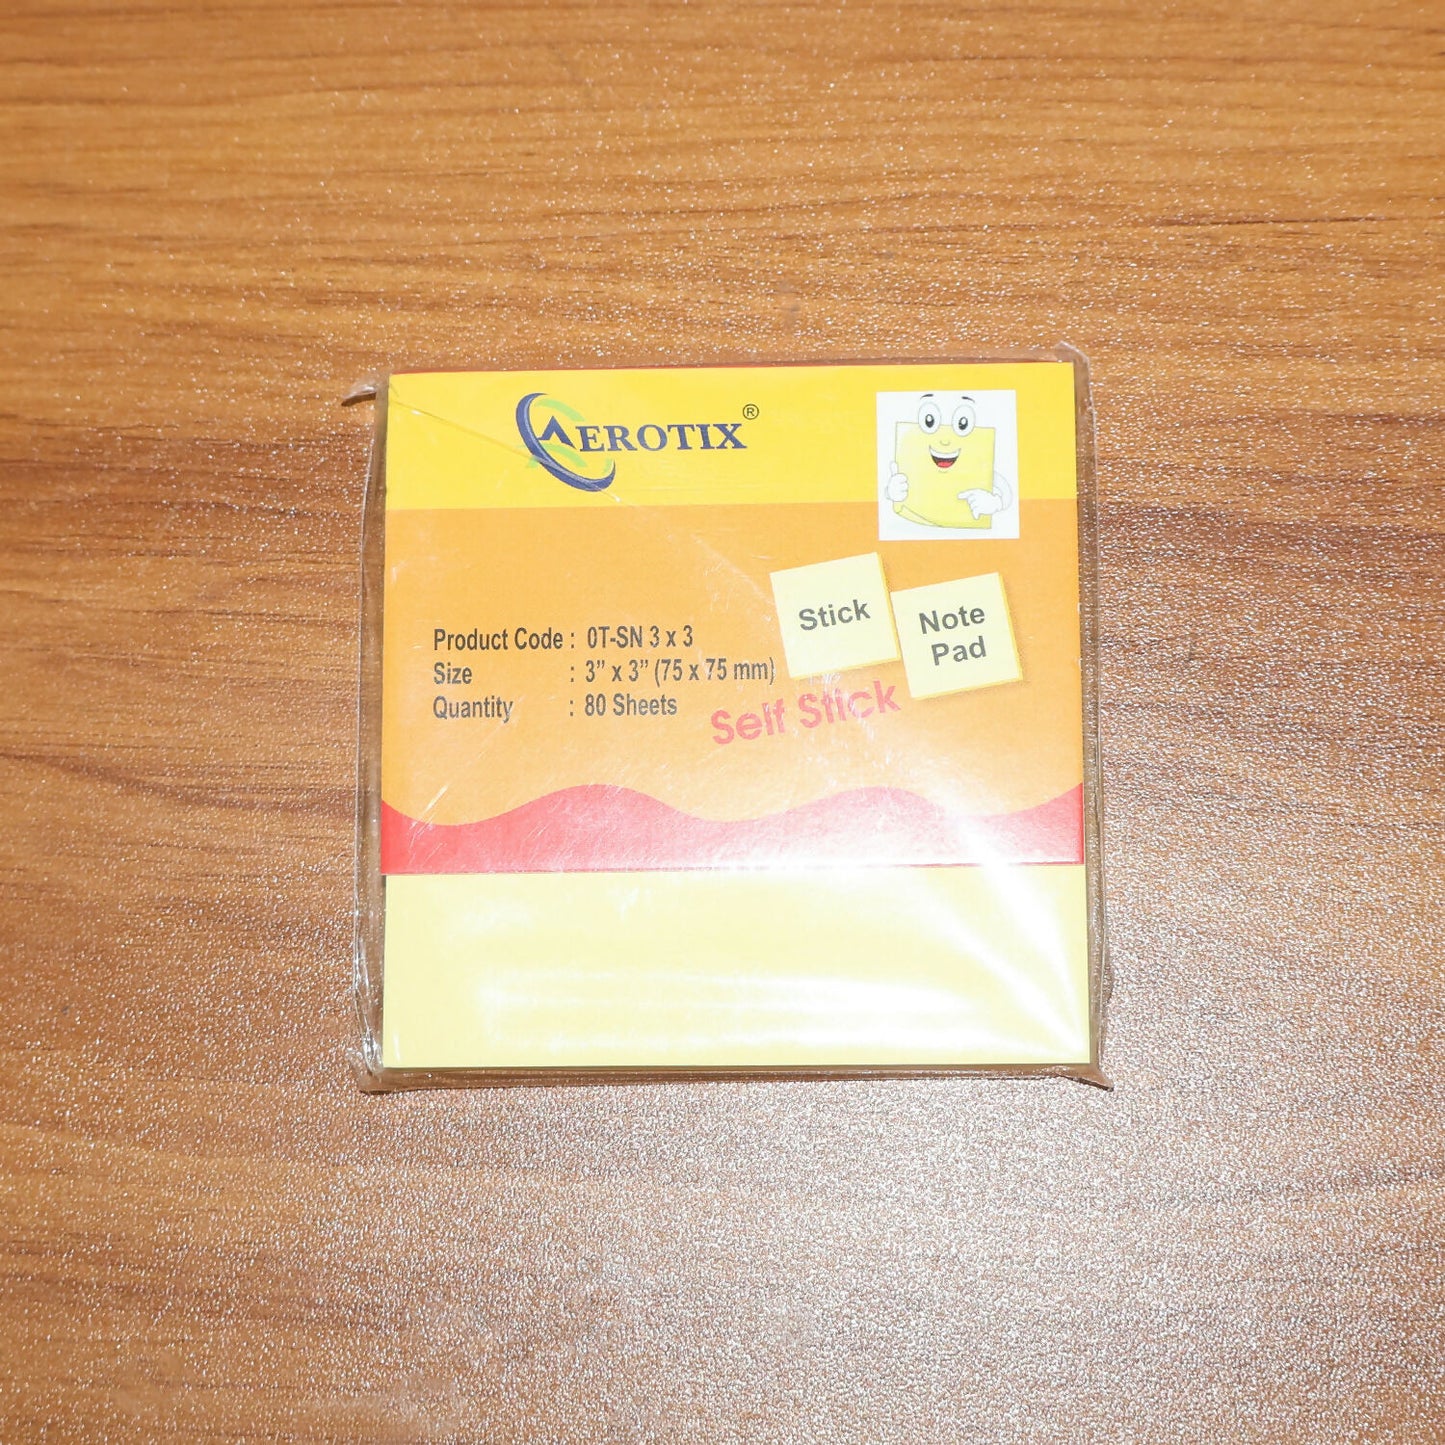 AEROTIX®
Stick
Note
Pad
Product Code : 0T-SN 3 x 3
Size : 3” x 3” (75 x 75 mm)
Quantity : 80 Sheets
Self Stick